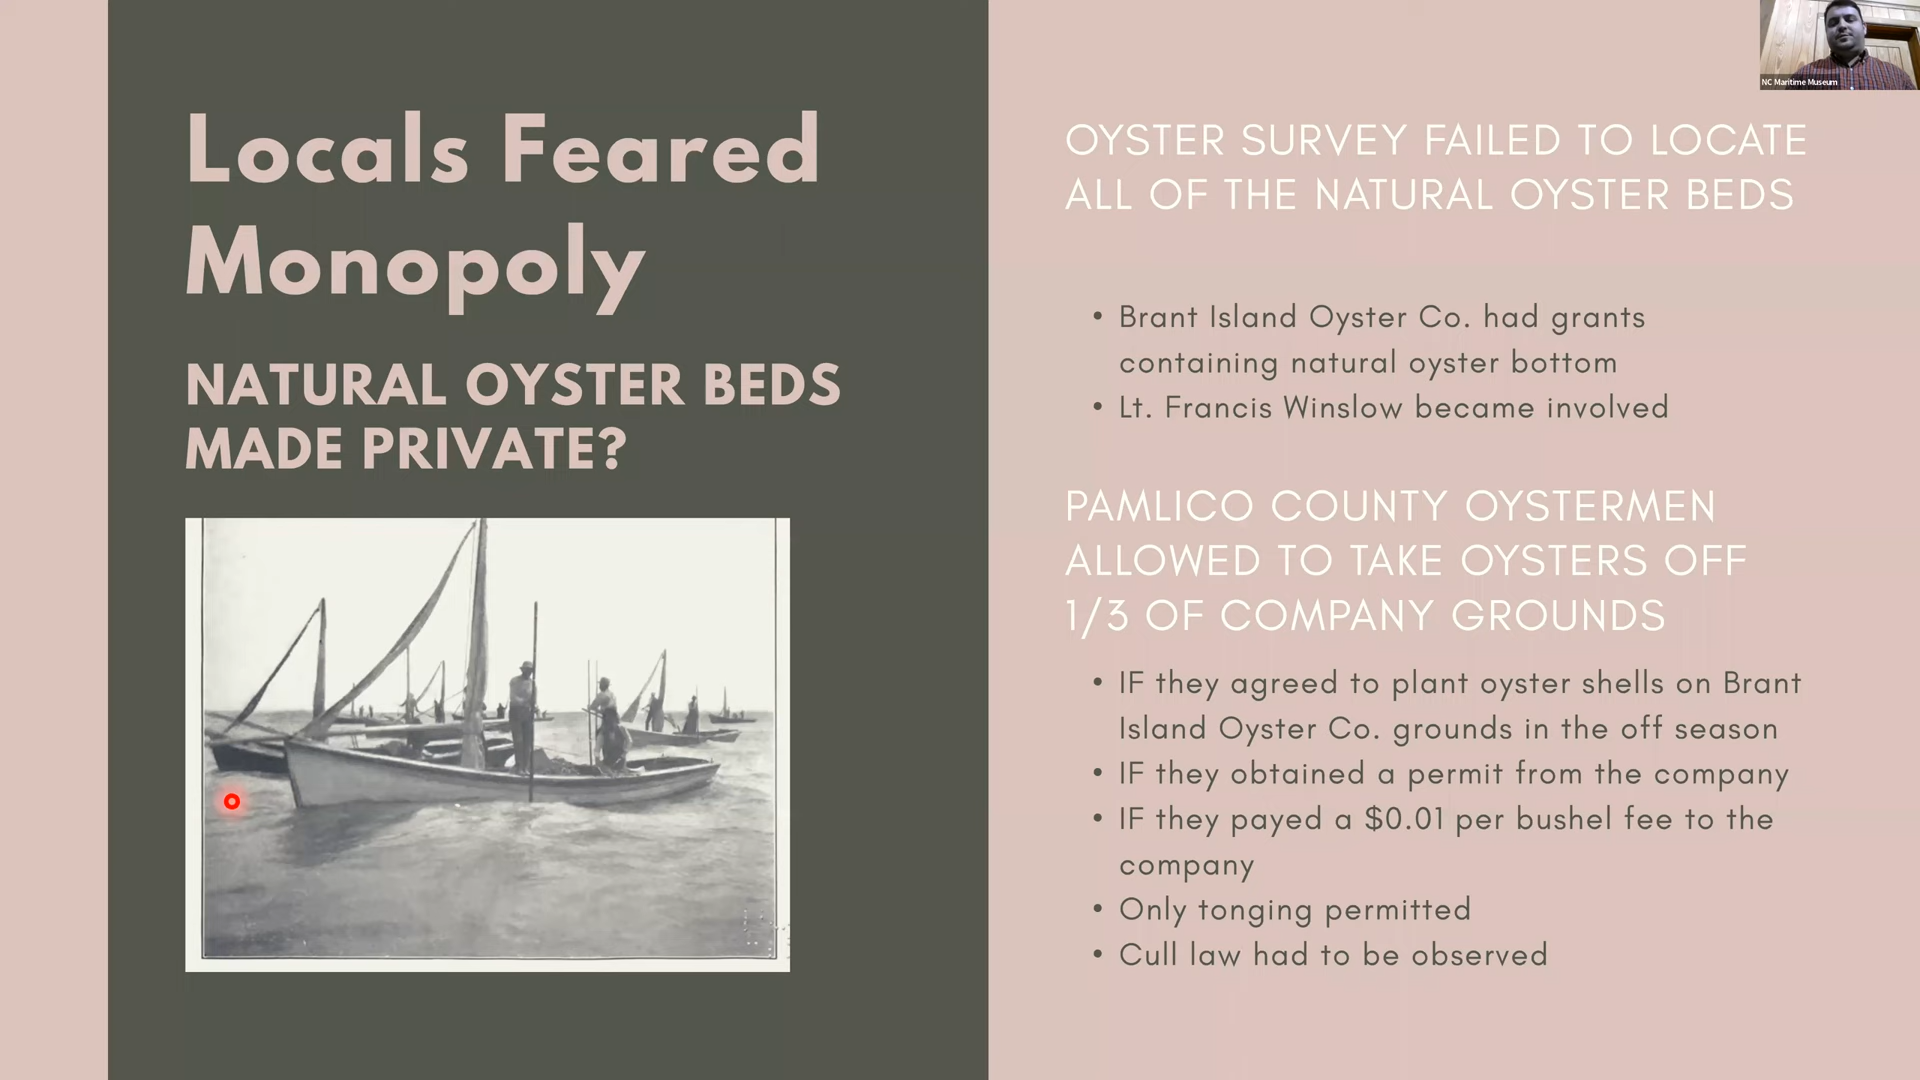 Locals Feared
Monopoly
NATURAL OYSTER BEDS
MADE PRIVATE?
OYSTER SURVEY FAILED TO LOCATE
ALL OF THE NATURAL OYSTER BEDS
• Brant Island Oyster Co. had grants
containing natural oyster bottom
• Lt. Francis Winslow became involved
PAMLICO COUNTY OYSTERMEN
ALLOWED TO TAKE OYSTERS OFF
1/3 OF COMPANY GROUNDS
• IF they agreed to plant oyster shells on Brant
Island Oyster Co. grounds in the off season
• IF they obtained a permit from the company
• IF they payed a $0.01 per bushel fee to the
company
• Only tonging permitted
• Cull law had to be observed
NC Maritime Museum